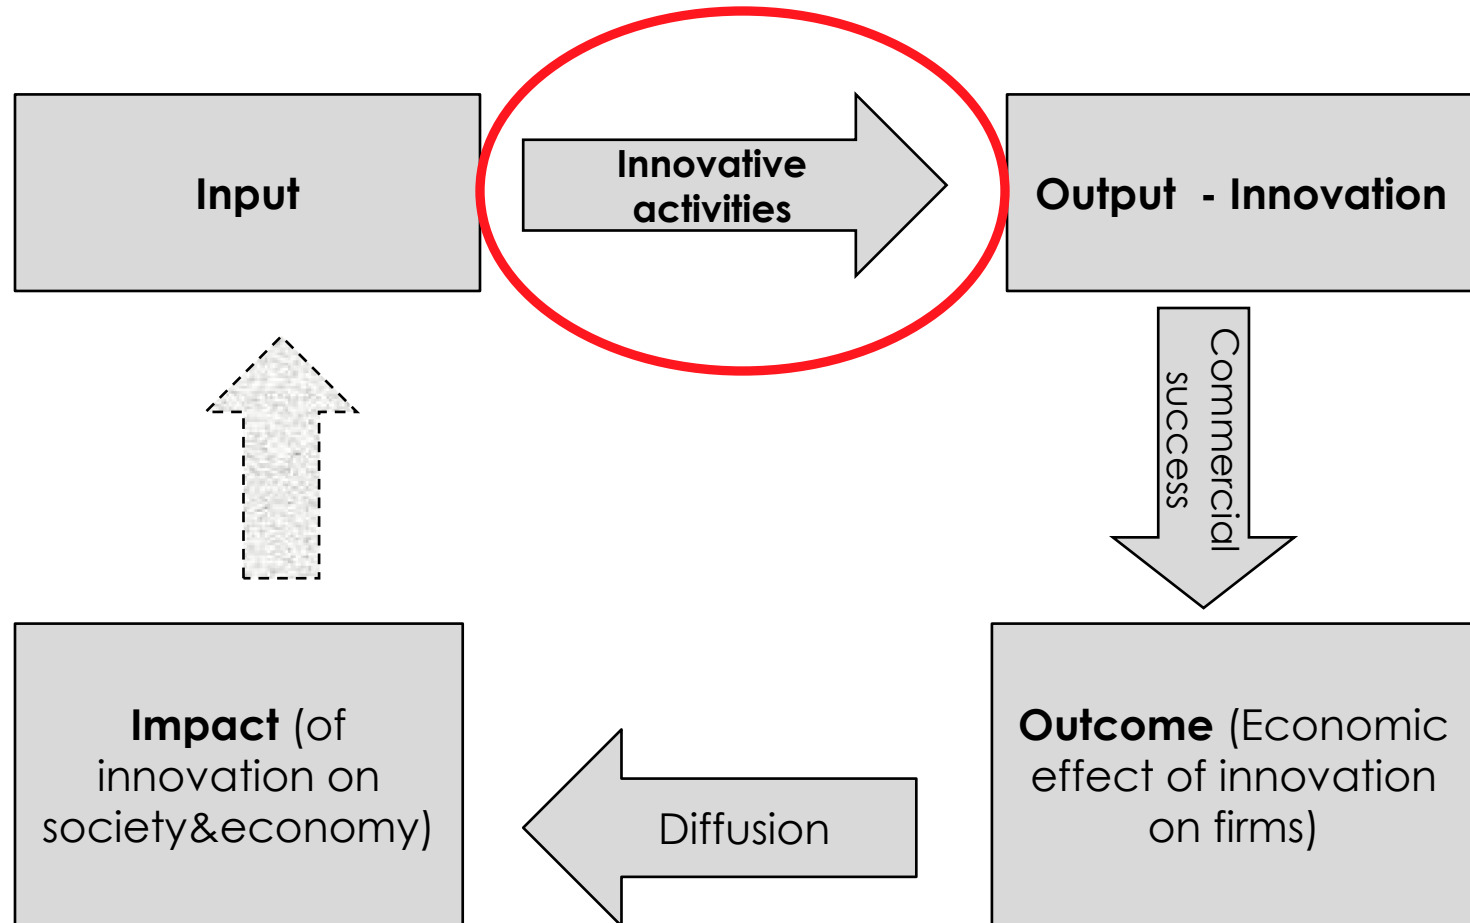 Input
Innovative
activities
Output - Innovation
Commercial
success
Impact (of
innovation on
society&economy)
Diffusion
Outcome (Economic
effect of innovation
on firms)